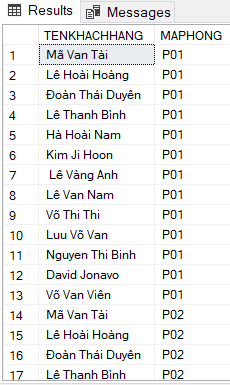 Results Messages
TENKHACHHANG MAPHONG
1 Mã Van Tài P01
2 Lê Hoài Hoàng P01
3 Đoàn Thái Duyên P01
4 Lê Thanh Bình P01
5 Hà Hoài Nam P01
6 Kim Ji Hoon P01
7 Lê Vàng Anh P01
8 Lê Van Nam P01
9 Võ Thi Thi P01
10 Luu Võ Van P01
11 Nguyen Thi Binh P01
12 David Jonavo P01
13 Võ Van Viên P01
14 Mã Van Tài P02
15 Lê Hoài Hoàng P02
16 Đoàn Thái Duyên P02
17 Lê Thanh Bình P02